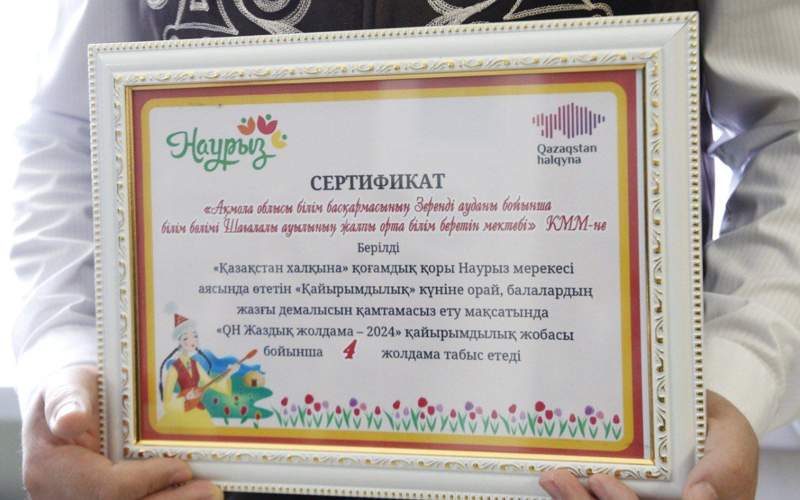 Наурыз
Qazaqstan
halqyna
СЕРТИФИКАТ
«Ақмола облысы білім басқармасының Зеренді ауданы бойынша
білім бөлімі Шағалалы ауылының жалпы орта білім беретін мектебі» КММ-не
Берілді
«Қазақстан халқына» қоғамдық қоры Наурыз мерекесі
аясында өтетін «Қайырымдылық» күніне орай, балалардың
жазғы демалысын қамтамасыз ету мақсатында
«QH Жаздық жолдама – 2024» қайырымдылық жобасы
бойынша 4 жолдама табыс етеді